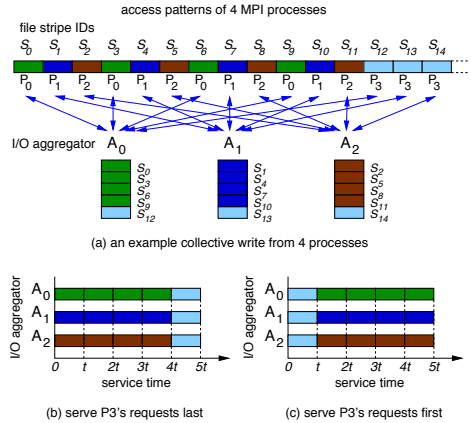 access patterns of 4 MPI processes
file stripe IDs
S0 S1 S2 S3 S4 S5 S6 S7 S8 S9 S10 S11 S12 S13 S14
P0 P1 P2 P0 P1 P2 P0 P1 P2 P0 P1 P2 P3 P3 P3
I/O aggregator A0 A1 A2
S0 S1 S2
S3 S4 S5
S6 S7 S8
S9 S10 S11
S12 S13 S14
(a) an example collective write from 4 processes
I/O aggregator
A0
A1
A2
0 t 2t 3t 4t 5t
service time
(b) serve P3's requests last
I/O aggregator
A0
A1
A2
0 t 2t 3t 4t 5t
service time
(c) serve P3's requests first